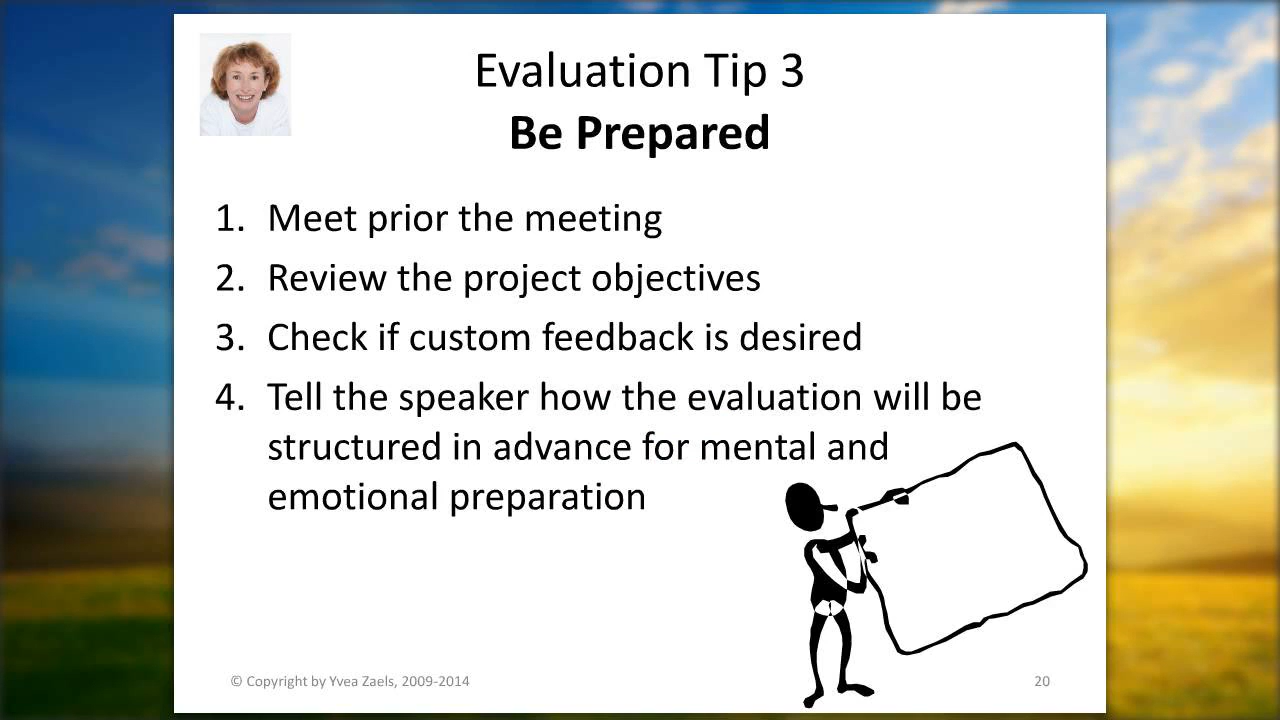 Evaluation Tip 3
Be Prepared
1. Meet prior the meeting
2. Review the project objectives
3. Check if custom feedback is desired
4. Tell the speaker how the evaluation will be
structured in advance for mental and
emotional preparation
© Copyright by Yvea Zaels, 2009-2014
20